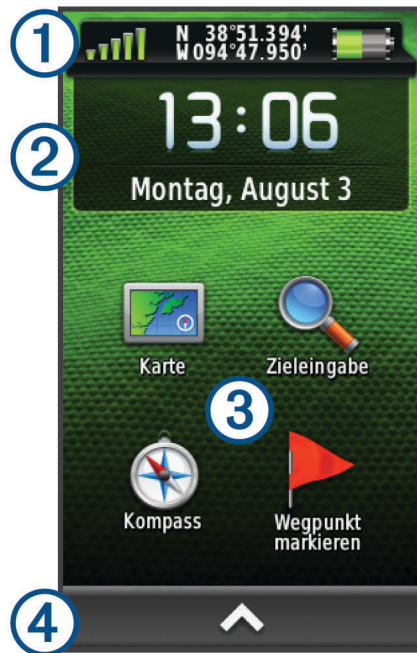 1
N 38°51.394'
W 094°47.950'
2
13:06
Montag, August 3
Karte
Zieleingabe
3
Kompass
Wegpunkt
markieren
4